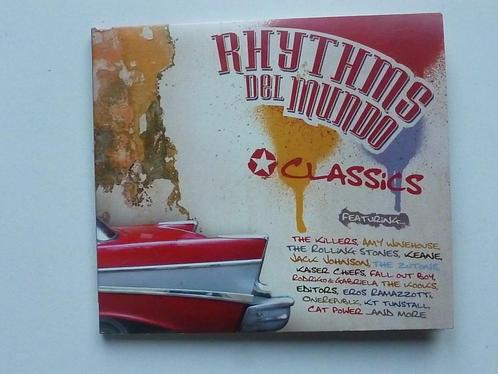 RHYTHMS
DEL MUNDO
CLASSICS
FEATURING...
THE KILLERS, AMY WINEHOUSE,
THE ROLLING STONES, KEANE,
JACK JOHNSON, THE ZUTONS,
KAISER CHIEFS, FALL OUT BOY,
RODRIGO & GABRIELA, THE KOOKS,
EDITORS, EROS RAMAZZOTTI,
ONEREPUBLIC, KT TUNSTALL,
CAT POWER ...AND MORE